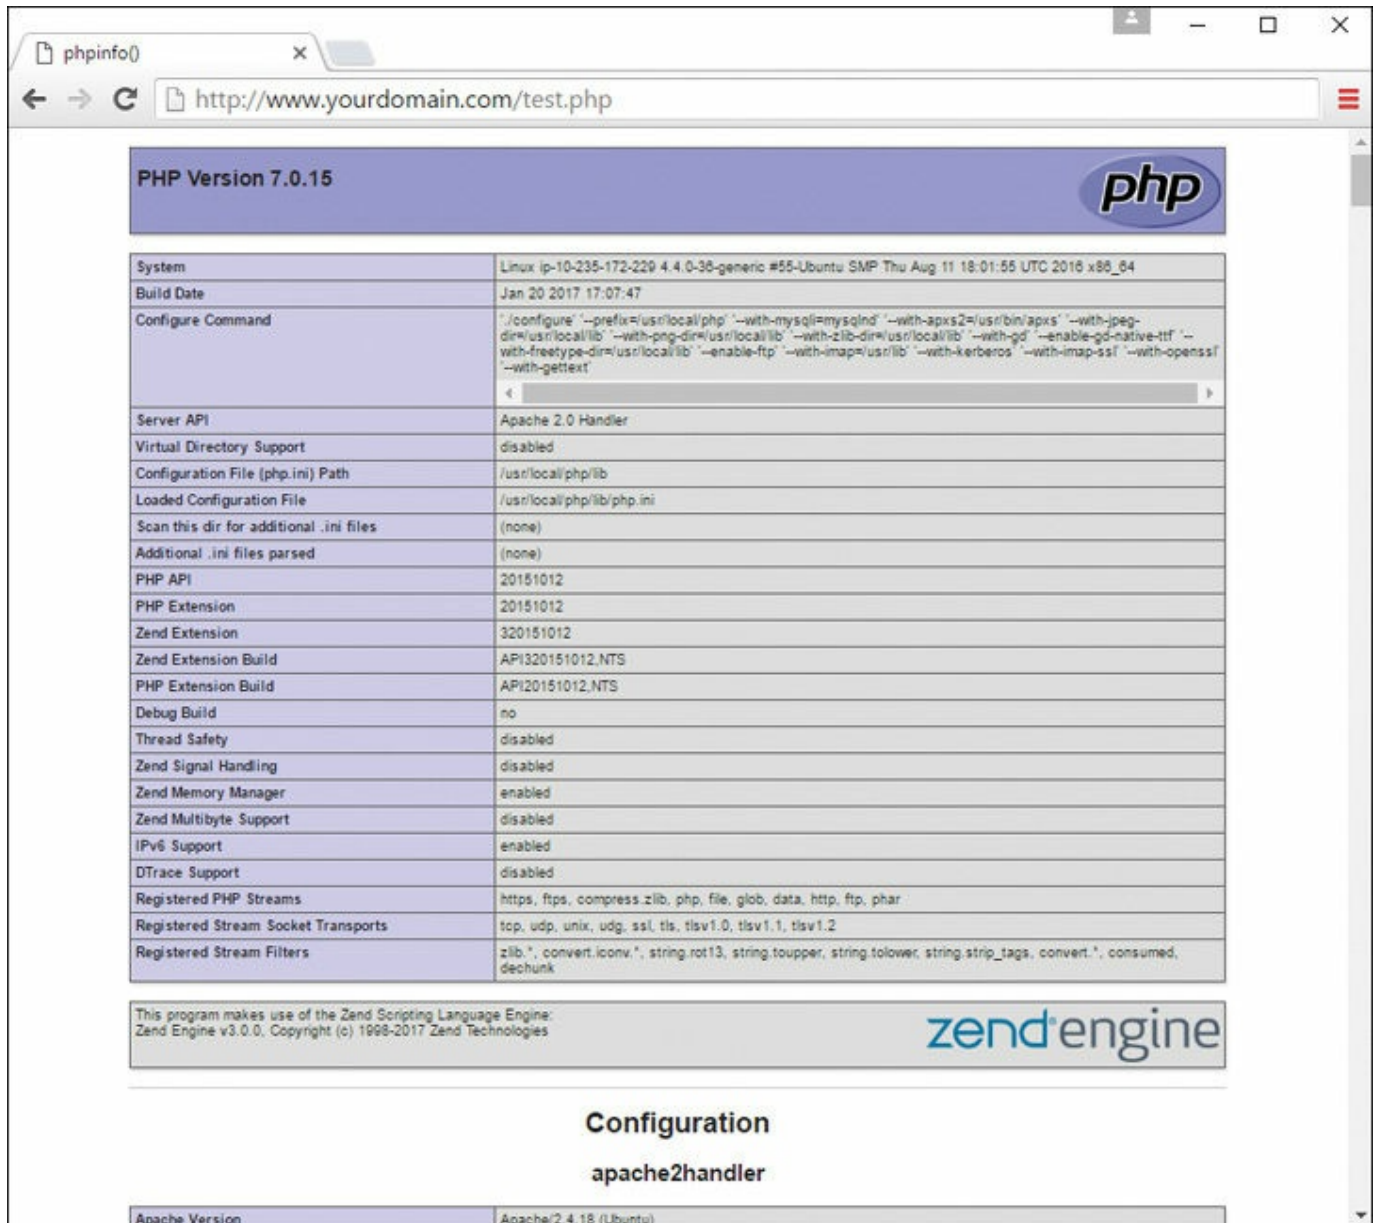 phpinfo()
http://www.yourdomain.com/test.php
PHP Version 7.0.15
php
System Linux ip-10-235-172-229 4.4.0-36-generic #55-Ubuntu SMP Thu Aug 11 18:01:55 UTC 2016 x86_64
Build Date Jan 20 2017 17:07:47
Configure Command './configure' '--prefix=/usr/local/php' '--with-mysqli=mysqlnd' '--with-apxs2=/usr/bin/apxs' '--with-jpeg-
dir=/usr/local/lib' '--with-png-dir=/usr/local/lib' '--with-zlib-dir=/usr/local/lib' '--with-gd' '--enable-gd-native-ttf' '--
with-freetype-dir=/usr/local/lib' '--enable-ftp' '--with-imap=/usr/lib' '--with-kerberos' '--with-imap-ssl' '--with-openssl'
'--with-gettext'
Server API Apache 2.0 Handler
Virtual Directory Support disabled
Configuration File (php.ini) Path /usr/local/php/lib
Loaded Configuration File /usr/local/php/lib/php.ini
Scan this dir for additional .ini files (none)
Additional .ini files parsed (none)
PHP API 20151012
PHP Extension 20151012
Zend Extension 320151012
Zend Extension Build API320151012,NTS
PHP Extension Build API20151012,NTS
Debug Build no
Thread Safety disabled
Zend Signal Handling disabled
Zend Memory Manager enabled
Zend Multibyte Support disabled
IPv6 Support enabled
DTrace Support disabled
Registered PHP Streams https, ftps, compress.zlib, php, file, glob, data, http, ftp, phar
Registered Stream Socket Transports tcp, udp, unix, udg, ssl, tls, tlsv1.0, tlsv1.1, tlsv1.2
Registered Stream Filters zlib.*, convert.iconv.*, string.rot13, string.toupper, string.tolower, string.strip_tags, convert.*, consumed,
dechunk
This program makes use of the Zend Scripting Language Engine:
Zend Engine v3.0.0, Copyright (c) 1998-2017 Zend Technologies
zend engine
Configuration
apache2handler
Apache Version Apache/2.4.18 (Ubuntu)